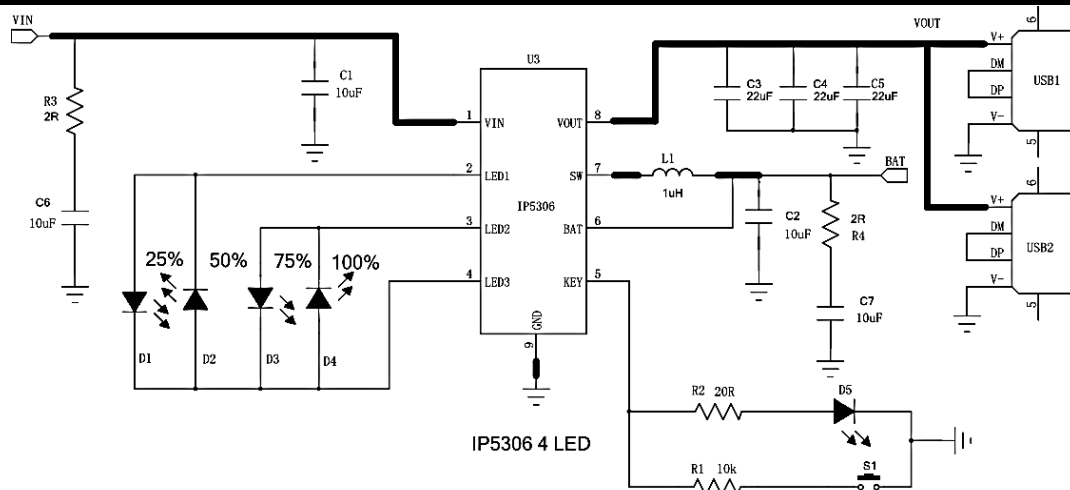 VIN
VOUT
6
U3
V+
C1
10uF
C3
22uF
C4
22uF
C5
22uF
DM
DP
USB1
R3
2R
1
VIN
VOUT
8
V-
5
L1
1uH
BAT
2
LED1
SW
7
6
IP5306
C6
10uF
C2
10uF
2R
R4
V+
3
LED2
BAT
6
DM
DP
USB2
25%
50%
75%
100%
4
LED3
KEY
5
V-
C7
10uF
5
GND
9
D1
D2
D3
D4
R2 20R
D5
IP5306 4 LED
R1 10k
S1